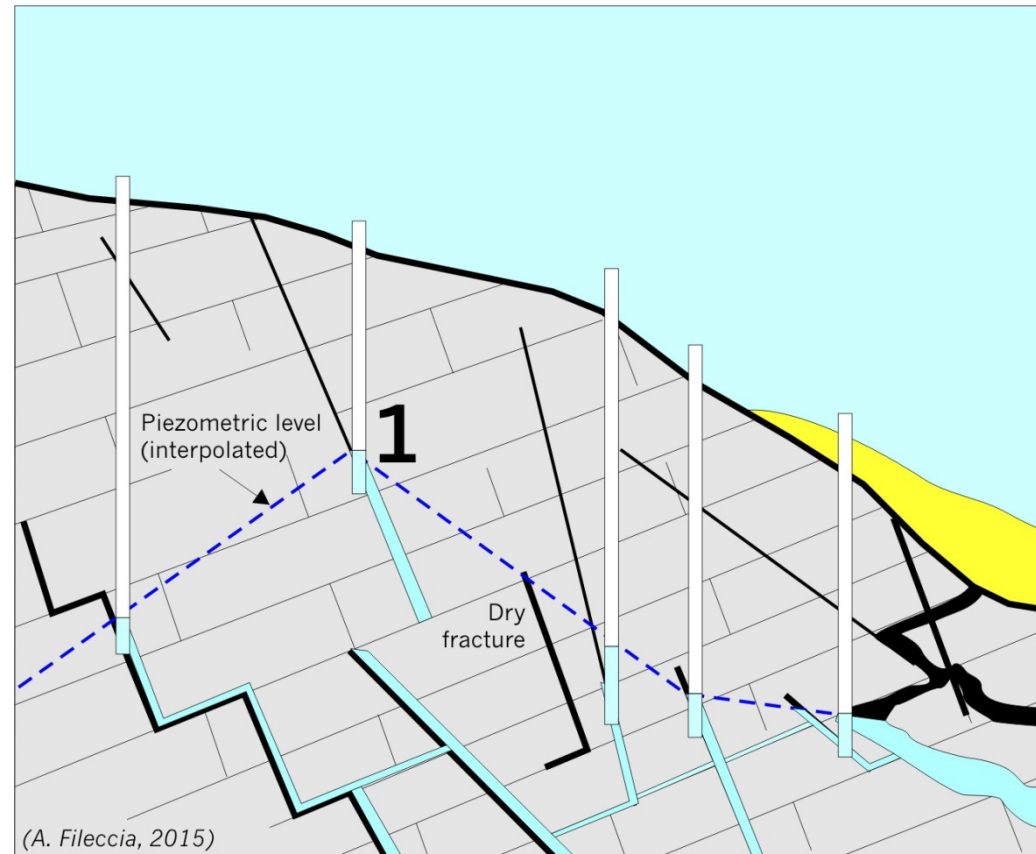 1
Piezometric level
(interpolated)
Dry
fracture
(A. Fileccia, 2015)